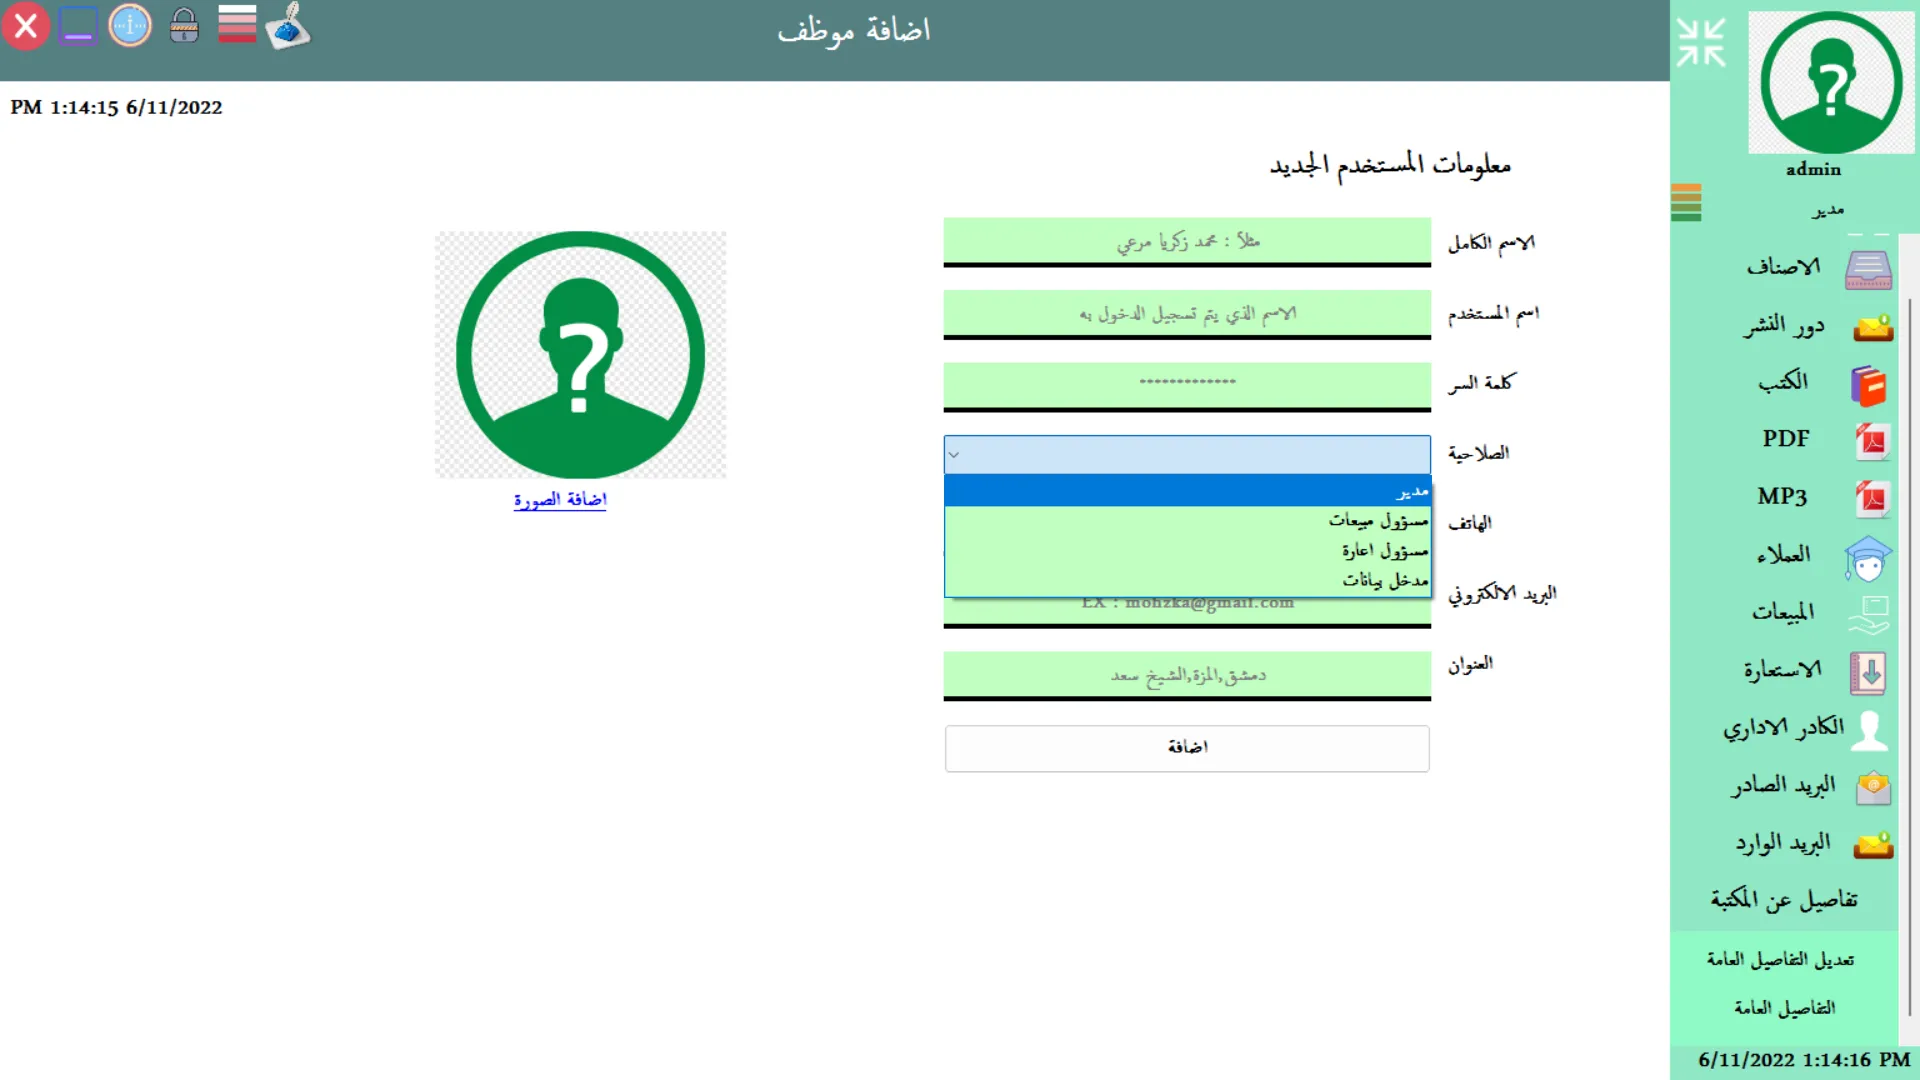 اضافة موظف
PM 1:14:15 6/11/2022
معلومات المستخدم الجديد
الاسم الكامل
مثلاً : محمد زكريا مرعي
اسم المستخدم
الاسم الذي يتم تسجيل الدخول به
كلمة السر
*************
الصلاحية
مدير
مسؤول مبيعات
مسؤول اعارة
مدخل بيانات
الهاتف
البريد الالكتروني
EX : mohzka@gmail.com
العنوان
دمشق,المزة,الشيخ سعد
اضافة
اضافة الصورة
admin
مدير
الاصناف
دور النشر
الكتب
PDF
MP3
العملاء
المبيعات
الاستعارة
الكادر الاداري
البريد الصادر
البريد الوارد
تفاصيل عن المكتبة
تعديل التفاصيل العامة
التفاصيل العامة
6/11/2022 1:14:16 PM